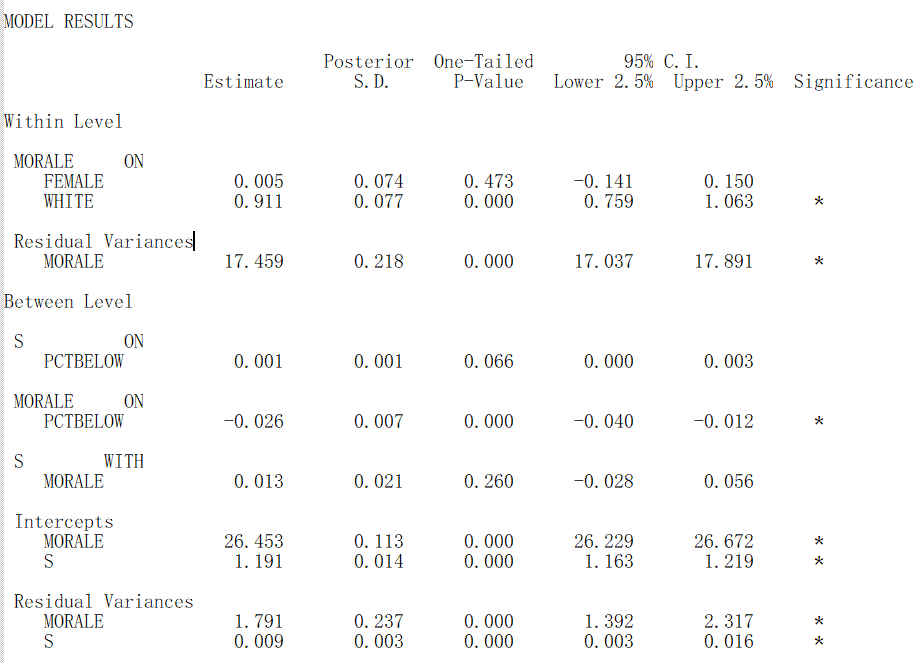 MODEL RESULTS
Posterior One-Tailed 95% C.I.
Estimate S.D. P-Value Lower 2.5% Upper 2.5% Significance
Within Level
MORALE ON
FEMALE 0.005 0.074 0.473 -0.141 0.150
WHITE 0.911 0.077 0.000 0.759 1.063 *
Residual Variances
MORALE 17.459 0.218 0.000 17.037 17.891 *
Between Level
S ON
PCTBELOW 0.001 0.001 0.066 0.000 0.003
MORALE ON
PCTBELOW -0.026 0.007 0.000 -0.040 -0.012 *
S WITH
MORALE 0.013 0.021 0.260 -0.028 0.056
Intercepts
MORALE 26.453 0.113 0.000 26.229 26.672 *
S 1.191 0.014 0.000 1.163 1.219 *
Residual Variances
MORALE 1.791 0.237 0.000 1.392 2.317 *
S 0.009 0.003 0.000 0.003 0.016 *